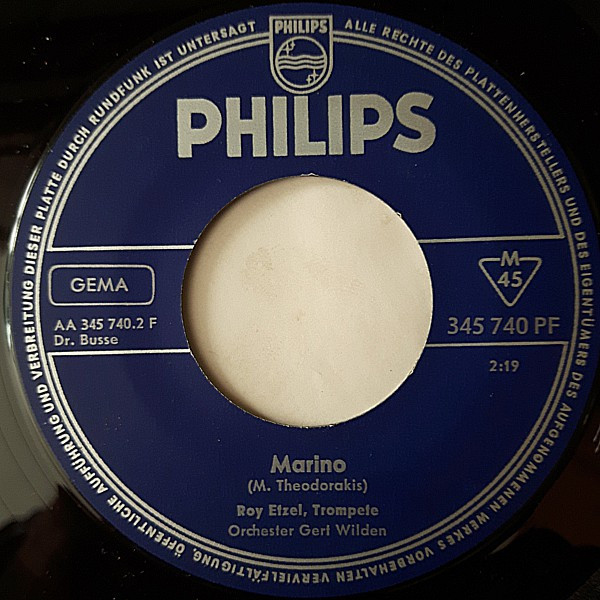 PHILIPS
PHILIPS
GEMA
AA 345 740.2 F
Dr. Busse
M
45
345 740 PF
2:19
Marino
(M. Theodorakis)
Roy Etzel, Trompete
Orchester Gert Wilden
ALLE RECHTE DES PLATTENHERSTELLERS UND DES EIGENTÜMERS DES AUFGENOMMENEN WERKES VORBEHALTEN VERVIELFÄLTIGUNG, ÖFFENTLICHE AUFFÜHRUNG UND VERBREITUNG DIESER PLATTE DURCH RUNDFUNK IST UNTERSAGT